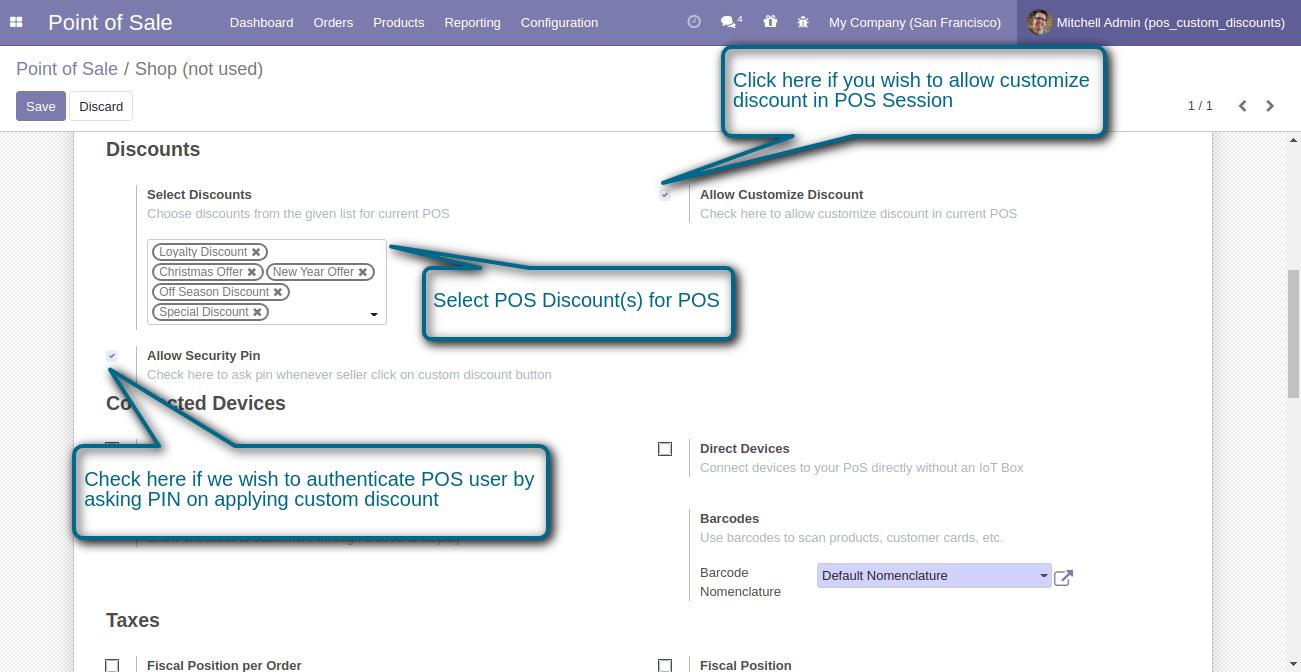 Point of Sale
Dashboard Orders Products Reporting Configuration
4
My Company (San Francisco)
Mitchell Admin (pos_custom_discounts)
Point of Sale / Shop (not used)
Save Discard
1 / 1
Click here if you wish to allow customize
discount in POS Session
Discounts
Select Discounts
Choose discounts from the given list for current POS
Loyalty Discount ✖
Christmas Offer ✖ New Year Offer ✖
Off Season Discount ✖
Special Discount ✖
Allow Customize Discount
Check here to allow customize discount in current POS
Select POS Discount(s) for POS
Allow Security Pin
Check here to ask pin whenever seller click on custom discount button
Connected Devices
Check here if we wish to authenticate POS user by
asking PIN on applying custom discount
Direct Devices
Connect devices to your PoS directly without an IoT Box
Barcodes
Use barcodes to scan products, customer cards, etc.
Barcode
Nomenclature
Default Nomenclature
Taxes
Fiscal Position per Order
Fiscal Position